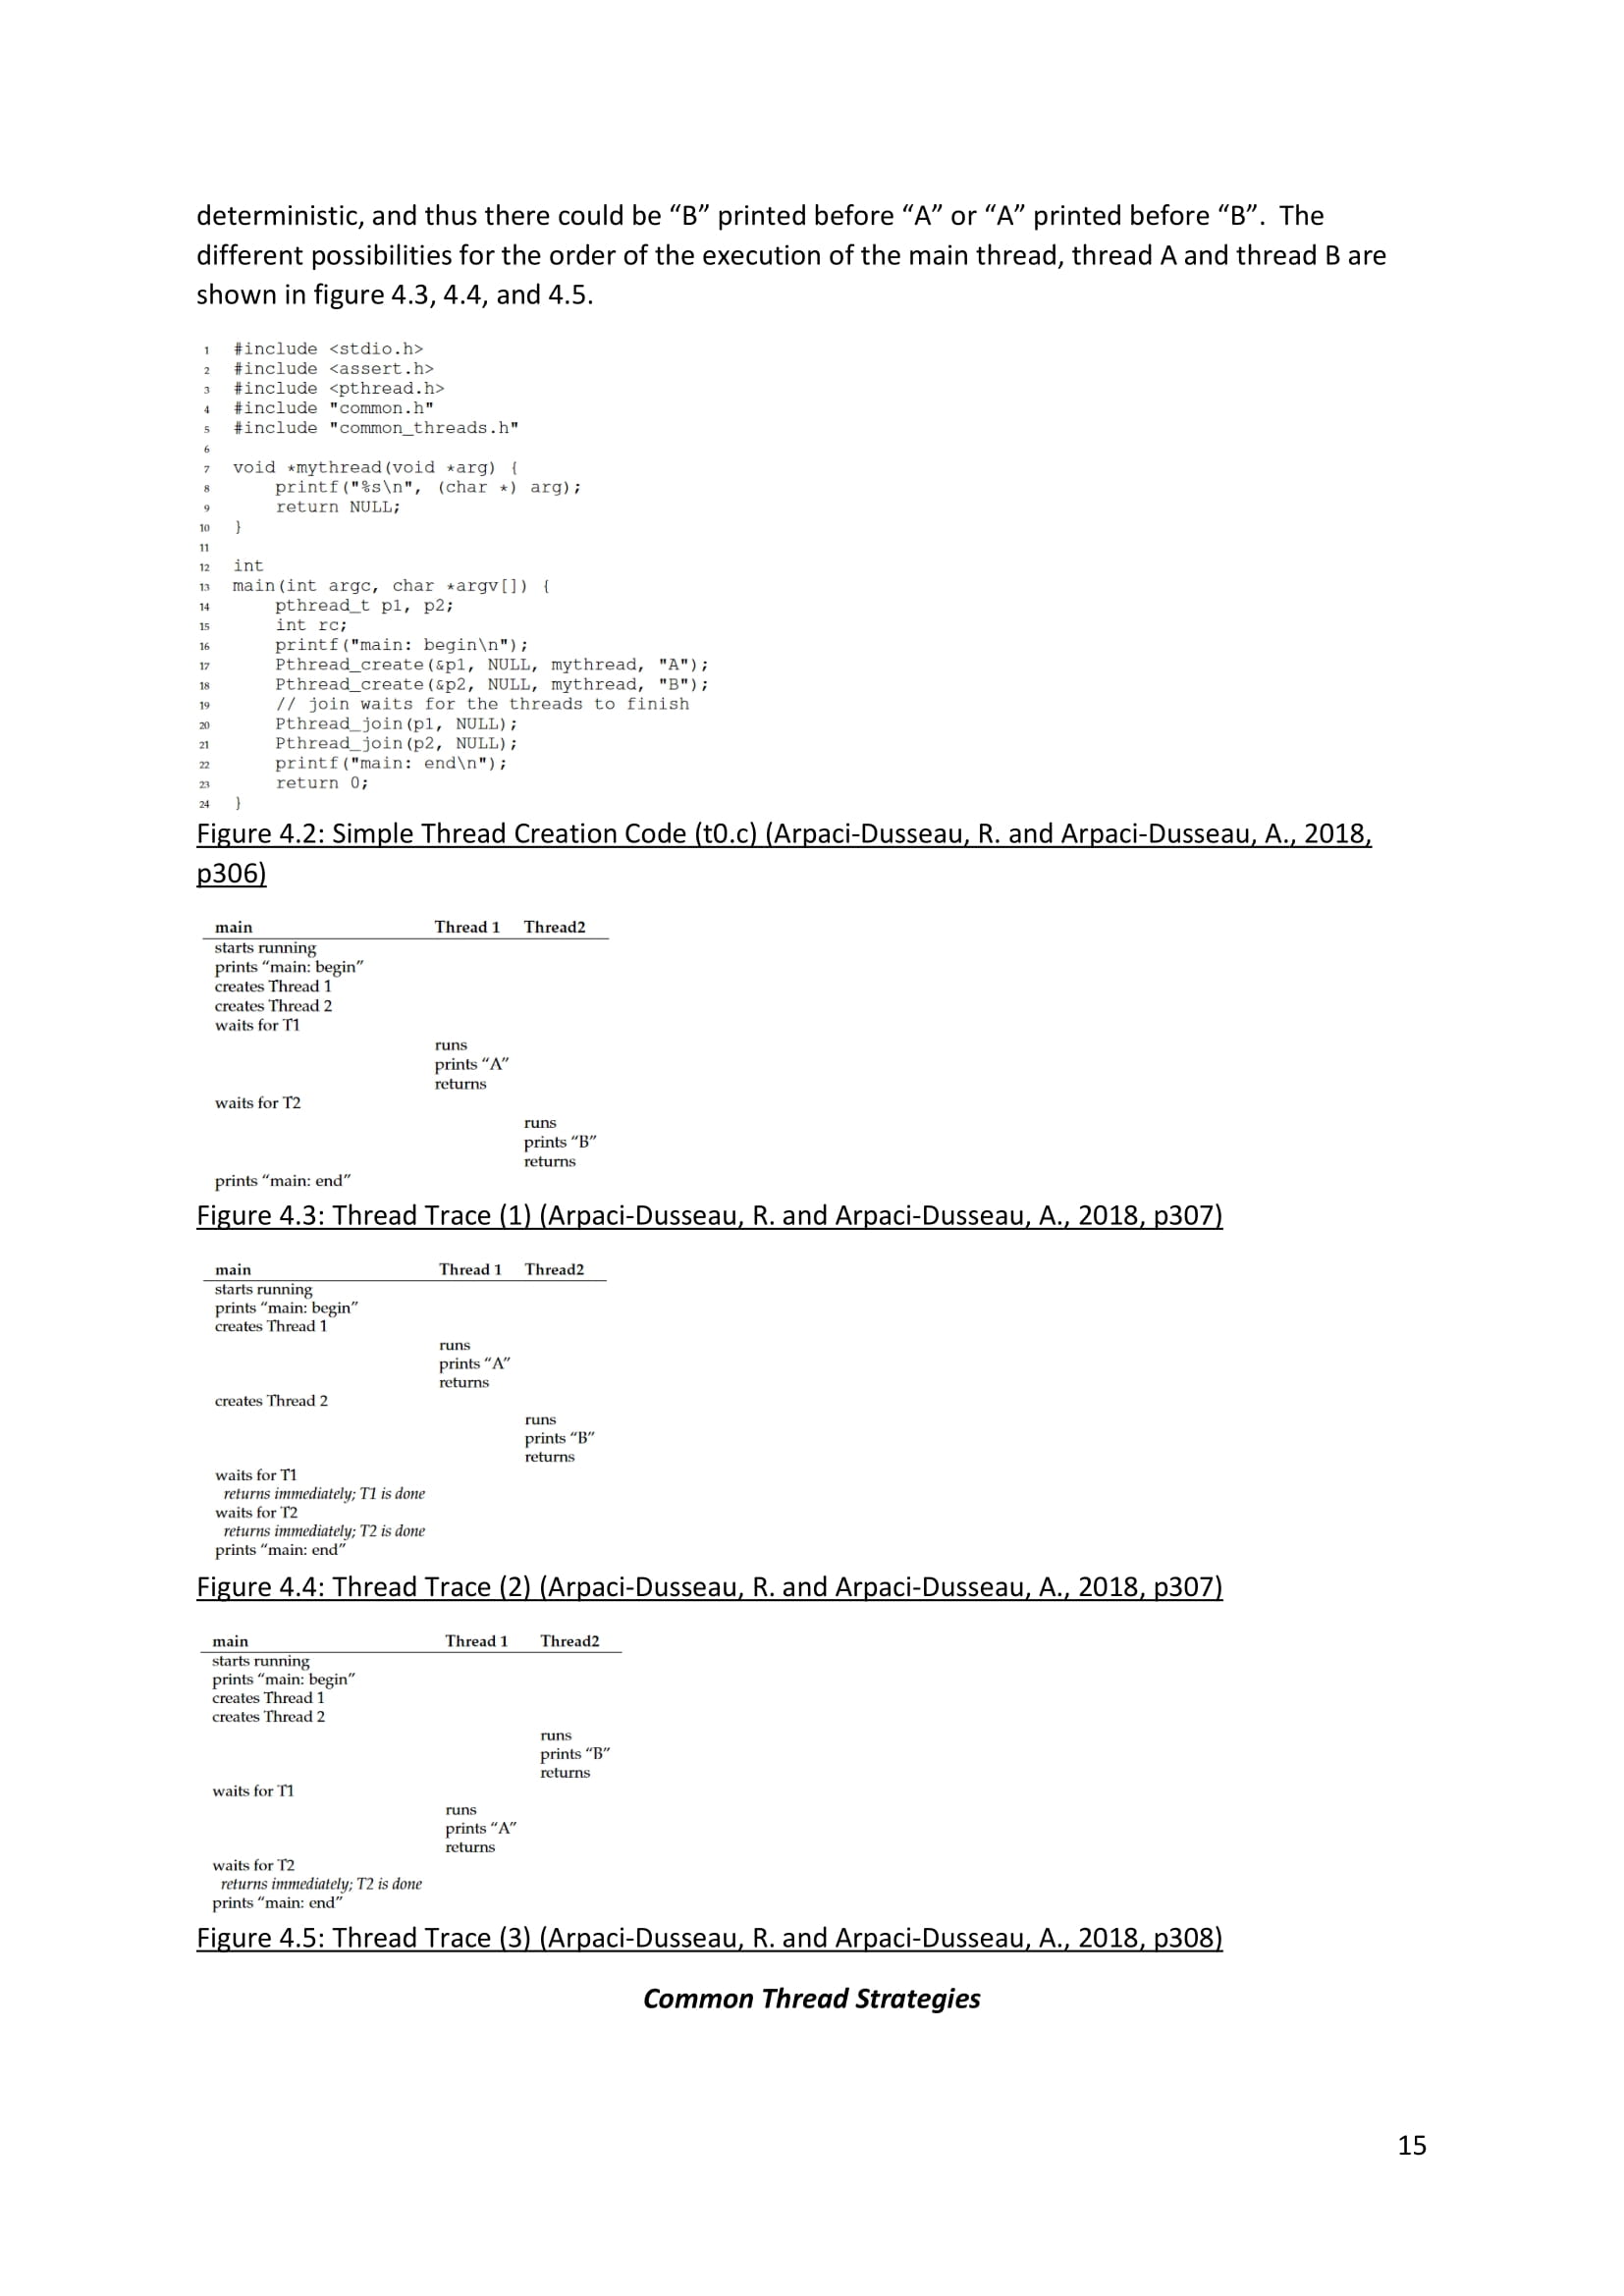 deterministic, and thus there could be “B” printed before “A” or “A” printed before “B”.  The
different possibilities for the order of the execution of the main thread, thread A and thread B are
shown in figure 4.3, 4.4, and 4.5.
1 #include <stdio.h>
2 #include <assert.h>
3 #include <pthread.h>
4 #include "common.h"
5 #include "common_threads.h"
6
7 void *mythread(void *arg) {
8     printf("%s\n", (char *) arg);
9     return NULL;
10 }
11
12 int
13 main(int argc, char *argv[]) {
14     pthread_t p1, p2;
15     int rc;
16     printf("main: begin\n");
17     Pthread_create(&p1, NULL, mythread, "A");
18     Pthread_create(&p2, NULL, mythread, "B");
19     // join waits for the threads to finish
20     Pthread_join(p1, NULL);
21     Pthread_join(p2, NULL);
22     printf("main: end\n");
23     return 0;
24 }
Figure 4.2: Simple Thread Creation Code (t0.c) (Arpaci-Dusseau, R. and Arpaci-Dusseau, A., 2018,
p306)
main Thread 1 Thread2
starts running
prints “main: begin”
creates Thread 1
creates Thread 2
waits for T1
runs
prints “A”
returns
waits for T2
runs
prints “B”
returns
prints “main: end”
Figure 4.3: Thread Trace (1) (Arpaci-Dusseau, R. and Arpaci-Dusseau, A., 2018, p307)
main Thread 1 Thread2
starts running
prints “main: begin”
creates Thread 1
runs
prints “A”
returns
creates Thread 2
runs
prints “B”
returns
waits for T1
returns immediately; T1 is done
waits for T2
returns immediately; T2 is done
prints “main: end”
Figure 4.4: Thread Trace (2) (Arpaci-Dusseau, R. and Arpaci-Dusseau, A., 2018, p307)
main Thread 1 Thread2
starts running
prints “main: begin”
creates Thread 1
creates Thread 2
runs
prints “B”
returns
waits for T1
runs
prints “A”
returns
waits for T2
returns immediately; T2 is done
prints “main: end”
Figure 4.5: Thread Trace (3) (Arpaci-Dusseau, R. and Arpaci-Dusseau, A., 2018, p308)
Common Thread Strategies
15